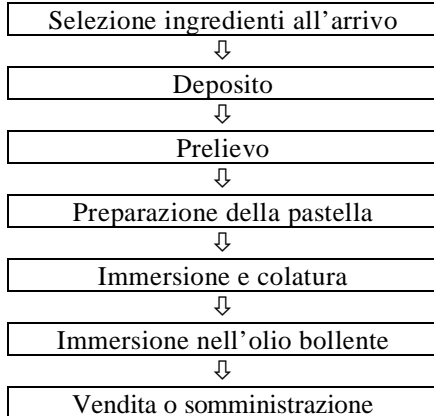 Selezione ingredienti all’arrivo
⇩
Deposito
⇩
Prelievo
⇩
Preparazione della pastella
⇩
Immersione e colatura
⇩
Immersione nell’olio bollente
⇩
Vendita o somministrazione